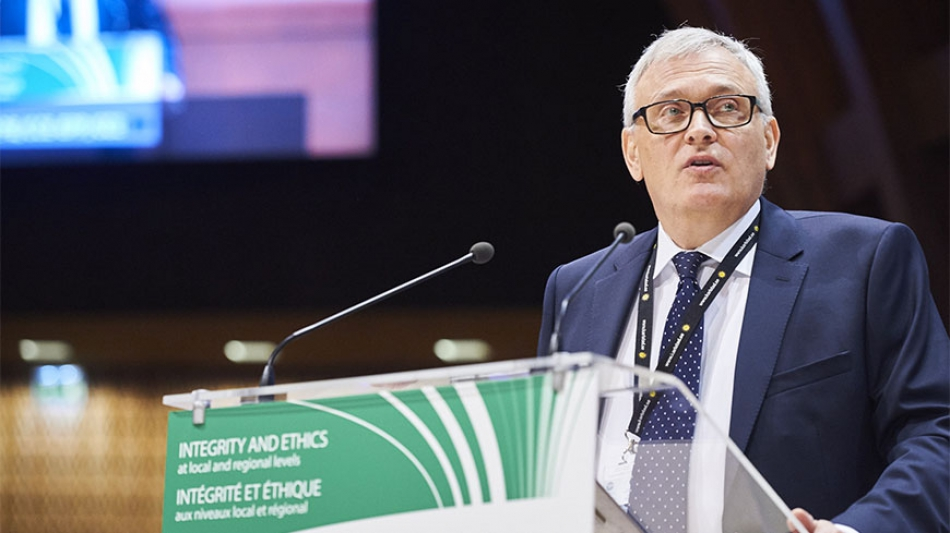 INTEGRITY AND ETHICS
at local and regional levels
INTÉGRITÉ ET ÉTHIQUE
aux niveaux local et régional